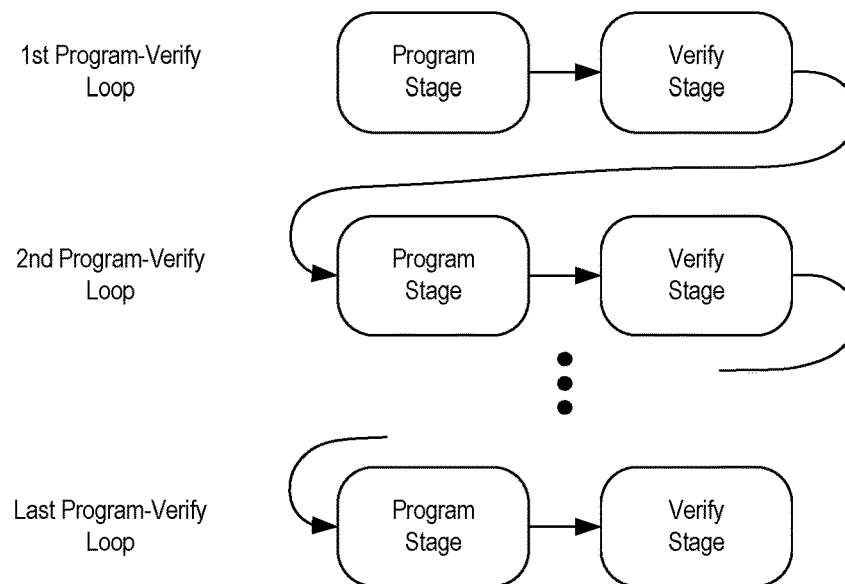 1st Program-Verify
Loop
Program
Stage
Verify
Stage
2nd Program-Verify
Loop
Program
Stage
Verify
Stage
Last Program-Verify
Loop
Program
Stage
Verify
Stage